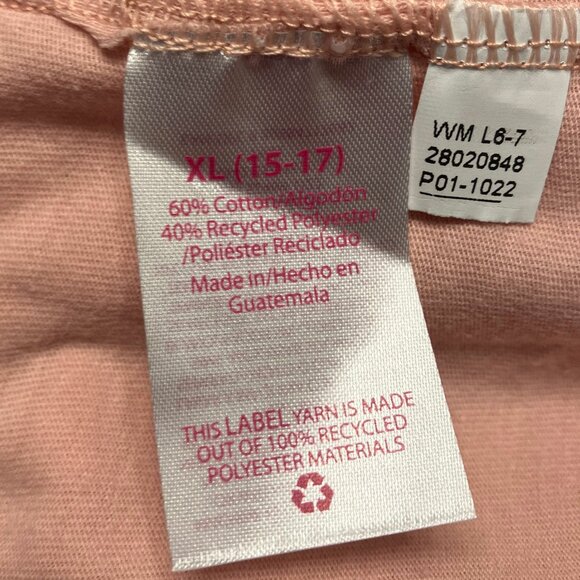 XL (15-17)
60% Cotton/Algodón
40% Recycled Polyester
/Poliéster Reciclado
Made in/Hecho en
Guatemala
THIS LABEL YARN IS MADE
OUT OF 100% RECYCLED
POLYESTER MATERIALS
WM L6-7
28020848
P01-1022